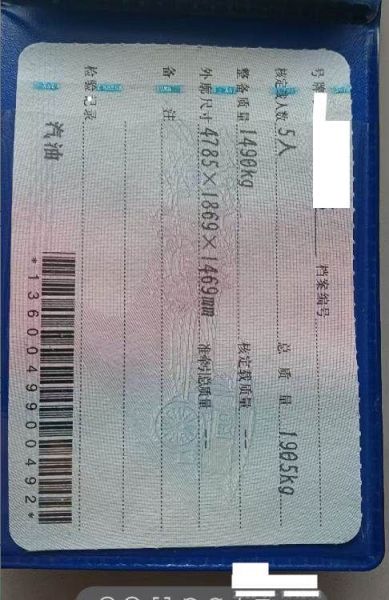 号牌 档案编号
核定载人数 5人 总质量 1905kg
整备质量 1490kg 核定载质量 --
外廓尺寸 4785×1869×1469mm 准牵引总质量 --
备注
检验记录
汽油
*1360049900492*